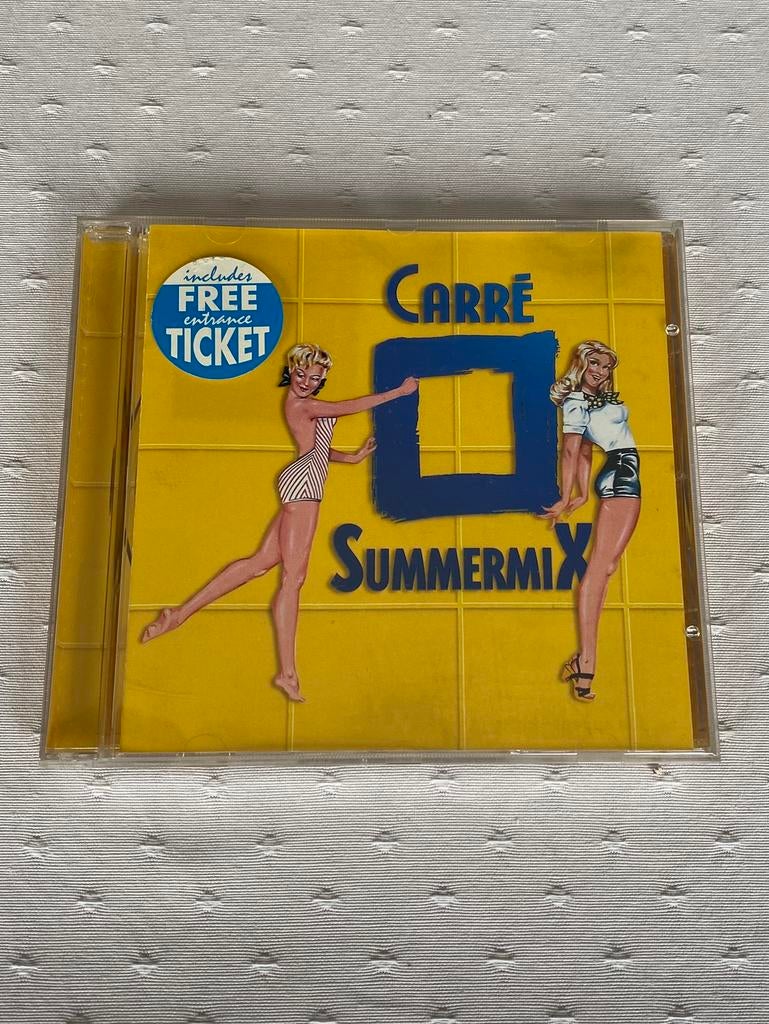 includes
FREE
entrance
TICKET
CARRÉ
SUMMERMIX